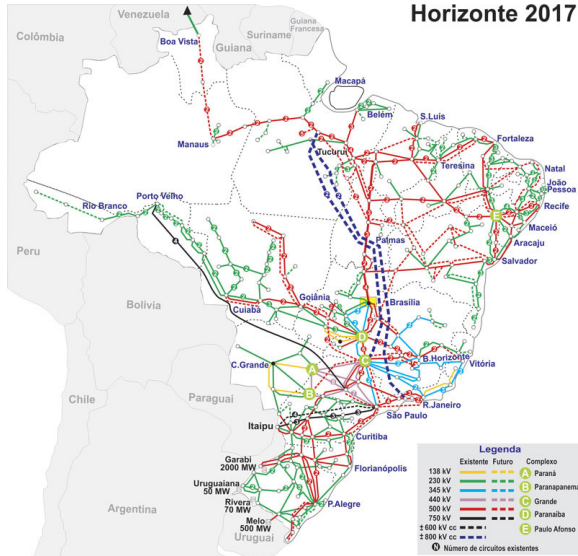 Horizonte 2017
Venezuela
Colômbia
Guiana
Suriname
Guiana
Francesa
Boa Vista
Macapá
Belém
S.Luis
Fortaleza
Manaus
Tucuruí
Teresina
Natal
João
Pessoa
Recife
Maceió
Aracaju
Salvador
Porto Velho
Rio Branco
Peru
Palmas
E
Bolívia
Cuiabá
Goiânia
Brasília
D
B.Horizonte
Vitória
C
C.Grande
A
B
R.Janeiro
São Paulo
Paraguai
Chile
Itaipu
Curitiba
Florianópolis
Garabi
2000 MW
Uruguaiana
50 MW
Rivera
70 MW
Melo
500 MW
P.Alegre
Argentina
Uruguai
Legenda
Existente Futuro Complexo
138 kV A Paraná
230 kV B Paranapanema
345 kV C Grande
440 kV D Paranaíba
500 kV E Paulo Afonso
750 kV
±600 kV cc
±800 kV cc
N Número de circuitos existentes